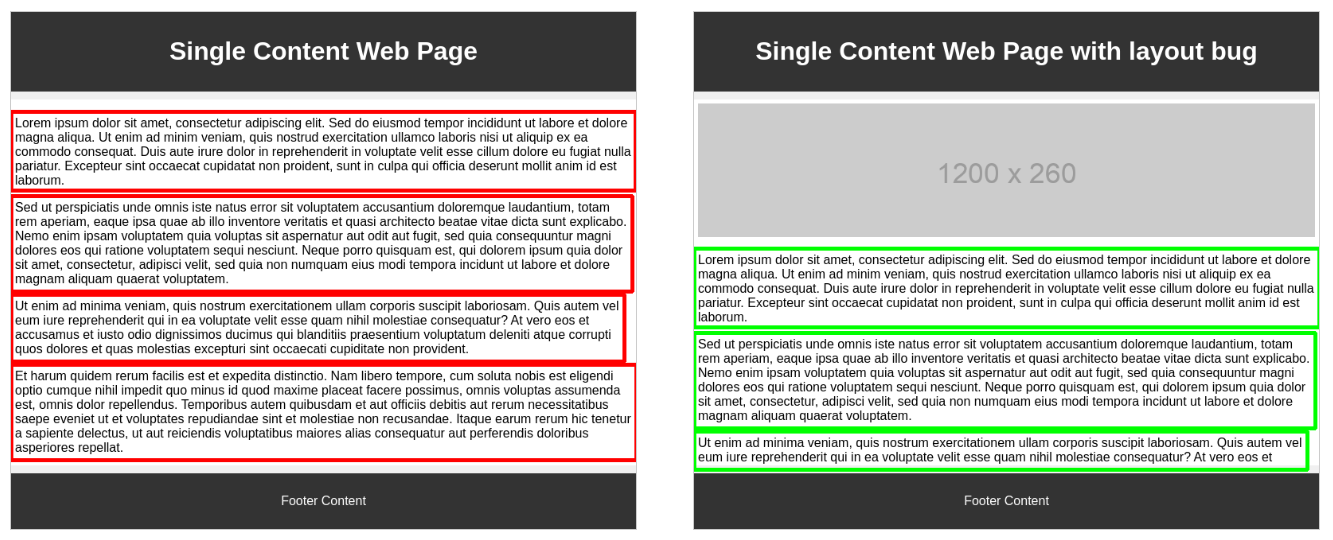 Single Content Web Page
Lorem ipsum dolor sit amet, consectetur adipiscing elit. Sed do eiusmod tempor incididunt ut labore et dolore
magna aliqua. Ut enim ad minim veniam, quis nostrud exercitation ullamco laboris nisi ut aliquip ex ea
commodo consequat. Duis aute irure dolor in reprehenderit in voluptate velit esse cillum dolore eu fugiat nulla
pariatur. Excepteur sint occaecat cupidatat non proident, sunt in culpa qui officia deserunt mollit anim id est
laborum.
Sed ut perspiciatis unde omnis iste natus error sit voluptatem accusantium doloremque laudantium, totam
rem aperiam, eaque ipsa quae ab illo inventore veritatis et quasi architecto beatae vitae dicta sunt explicabo.
Nemo enim ipsam voluptatem quia voluptas sit aspernatur aut odit aut fugit, sed quia consequuntur magni
dolores eos qui ratione voluptatem sequi nesciunt. Neque porro quisquam est, qui dolorem ipsum quia dolor
sit amet, consectetur, adipisci velit, sed quia non numquam eius modi tempora incidunt ut labore et dolore
magnam aliquam quaerat voluptatem.
Ut enim ad minima veniam, quis nostrum exercitationem ullam corporis suscipit laboriosam. Quis autem vel
eum iure reprehenderit qui in ea voluptate velit esse quam nihil molestiae consequatur? At vero eos et
accusamus et iusto odio dignissimos ducimus qui blanditiis praesentium voluptatum deleniti atque corrupti
quos dolores et quas molestias excepturi sint occaecati cupiditate non provident.
Et harum quidem rerum facilis est et expedita distinctio. Nam libero tempore, cum soluta nobis est eligendi
optio cumque nihil impedit quo minus id quod maxime placeat facere possimus, omnis voluptas assumenda
est, omnis dolor repellendus. Temporibus autem quibusdam et aut officiis debitis aut rerum necessitatibus
saepe eveniet ut et voluptates repudiandae sint et molestiae non recusandae. Itaque earum rerum hic tenetur
a sapiente delectus, ut aut reiciendis voluptatibus maiores alias consequatur aut perferendis doloribus
asperiores repellat.
Footer Content
Single Content Web Page with layout bug
1200 x 260
Lorem ipsum dolor sit amet, consectetur adipiscing elit. Sed do eiusmod tempor incididunt ut labore et dolore
magna aliqua. Ut enim ad minim veniam, quis nostrud exercitation ullamco laboris nisi ut aliquip ex ea
commodo consequat. Duis aute irure dolor in reprehenderit in voluptate velit esse cillum dolore eu fugiat nulla
pariatur. Excepteur sint occaecat cupidatat non proident, sunt in culpa qui officia deserunt mollit anim id est
laborum.
Sed ut perspiciatis unde omnis iste natus error sit voluptatem accusantium doloremque laudantium, totam
rem aperiam, eaque ipsa quae ab illo inventore veritatis et quasi architecto beatae vitae dicta sunt explicabo.
Nemo enim ipsam voluptatem quia voluptas sit aspernatur aut odit aut fugit, sed quia consequuntur magni
dolores eos qui ratione voluptatem sequi nesciunt. Neque porro quisquam est, qui dolorem ipsum quia dolor
sit amet, consectetur, adipisci velit, sed quia non numquam eius modi tempora incidunt ut labore et dolore
magnam aliquam quaerat voluptatem.
Ut enim ad minima veniam, quis nostrum exercitationem ullam corporis suscipit laboriosam. Quis autem vel
eum iure reprehenderit qui in ea voluptate velit esse quam nihil molestiae consequatur? At vero eos et
Footer Content